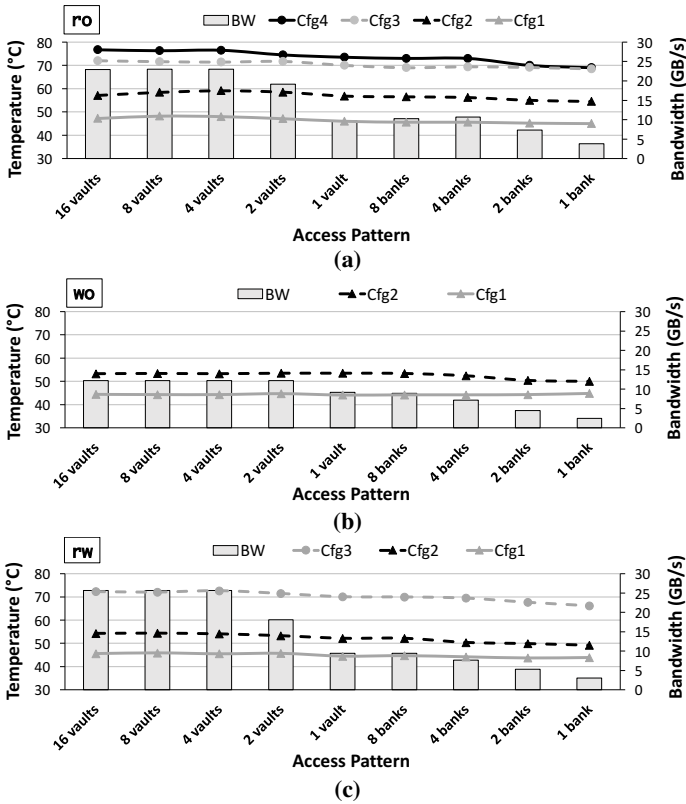 ro
BW Cfg4 Cfg3 Cfg2 Cfg1
Temperature (°C)
80
70
60
50
40
30
30
25
20
15
10
5
0
Bandwidth (GB/s)
16 vaults 8 vaults 4 vaults 2 vaults 1 vault 8 banks 4 banks 2 banks 1 bank
Access Pattern
(a)
wo
BW Cfg2 Cfg1
Temperature (°C)
80
70
60
50
40
30
30
25
20
15
10
5
0
Bandwidth (GB/s)
16 vaults 8 vaults 4 vaults 2 vaults 1 vault 8 banks 4 banks 2 banks 1 bank
Access Pattern
(b)
rw
BW Cfg3 Cfg2 Cfg1
Temperature (°C)
80
70
60
50
40
30
30
25
20
15
10
5
0
Bandwidth (GB/s)
16 vaults 8 vaults 4 vaults 2 vaults 1 vault 8 banks 4 banks 2 banks 1 bank
Access Pattern
(c)